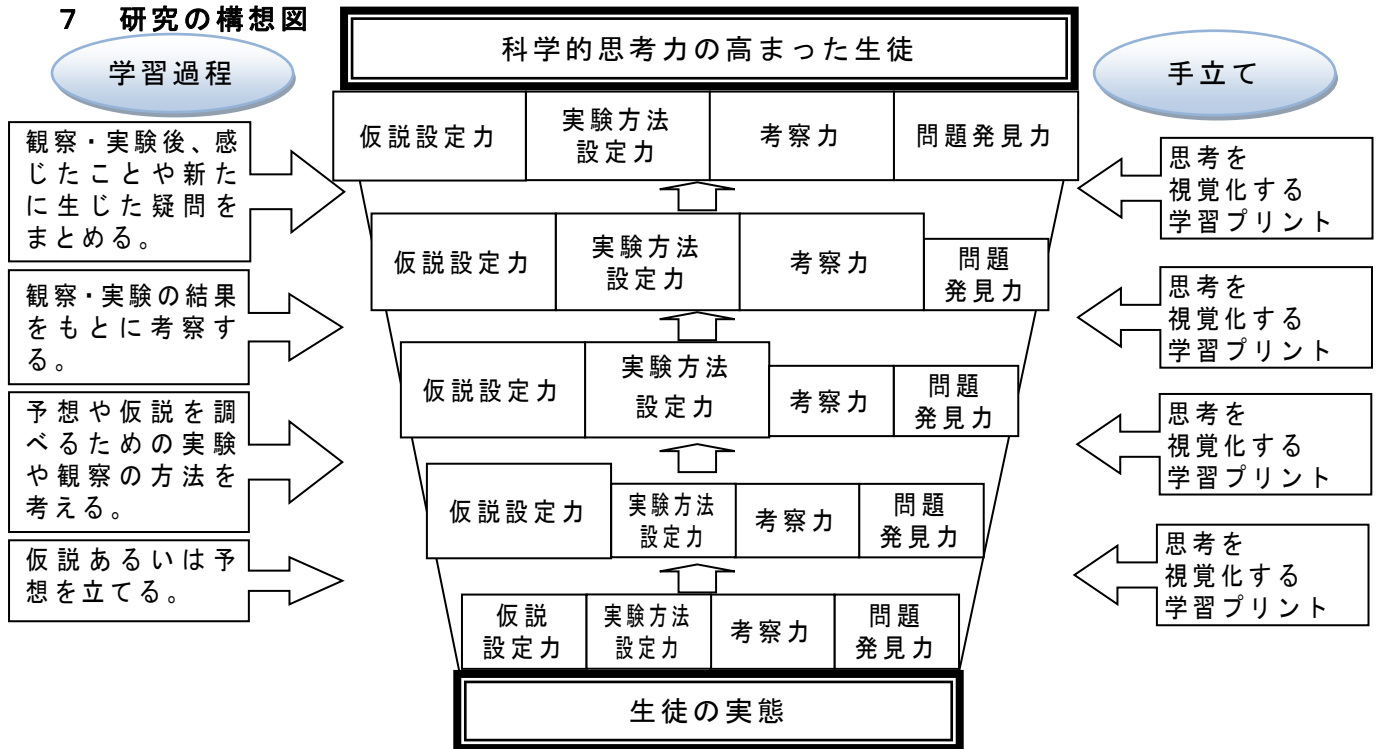 7 研究の構想図
科学的思考力の高まった生徒
学習過程
手立て
仮説設定力
実験方法
設定力
考察力
問題発見力
観察・実験後、感
じたことや新た
に生じた疑問を
まとめる。
思考を
視覚化する
学習プリント
仮説設定力
実験方法
設定力
考察力
問題
発見力
観察・実験の結果
をもとに考察す
る。
思考を
視覚化する
学習プリント
仮説設定力
実験方法
設定力
考察力
問題
発見力
予想や仮説を調
べるための実験
や観察の方法を
考える。
思考を
視覚化する
学習プリント
仮説設定力
実験方法
設定力
考察力
問題
発見力
仮説あるいは予
想を立てる。
思考を
視覚化する
学習プリント
仮説
設定力
実験方法
設定力
考察力
問題
発見力
生徒の実態